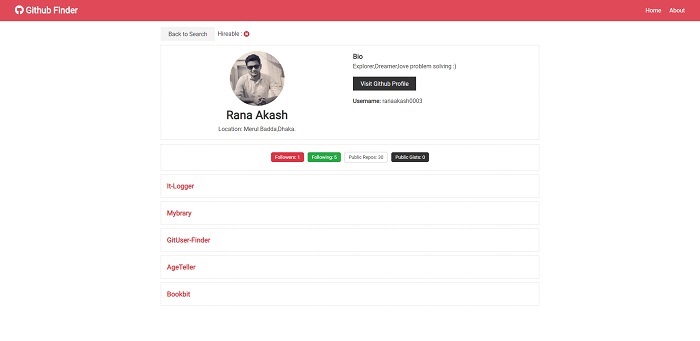 Github Finder
Home About
Back to Search Hireable :
Rana Akash
Location: Merul Badda,Dhaka.
Bio
Explorer,Dreamer,love problem solving :)
Visit Github Profile
Username: ranaakash0003
Followers: 1 Following: 5 Public Repos: 30 Public Gists: 0
It-Logger
Mybrary
GitUser-Finder
AgeTeller
Bookbit